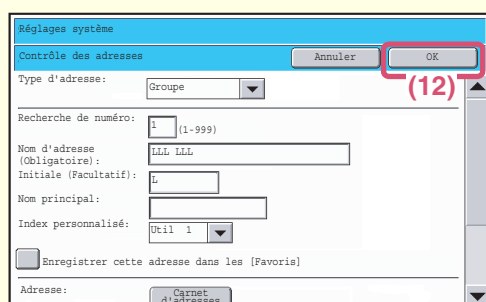 Réglages système
Contrôle des adresses Annuler OK
(12)
Type d'adresse: Groupe
Recherche de numéro: 1 (1-999)
Nom d'adresse (Obligatoire): LLL LLL
Initiale (Facultatif): L
Nom principal:
Index personnalisé: Util 1
Enregistrer cette adresse dans les [Favoris]
Adresse: Carnet d'adresses